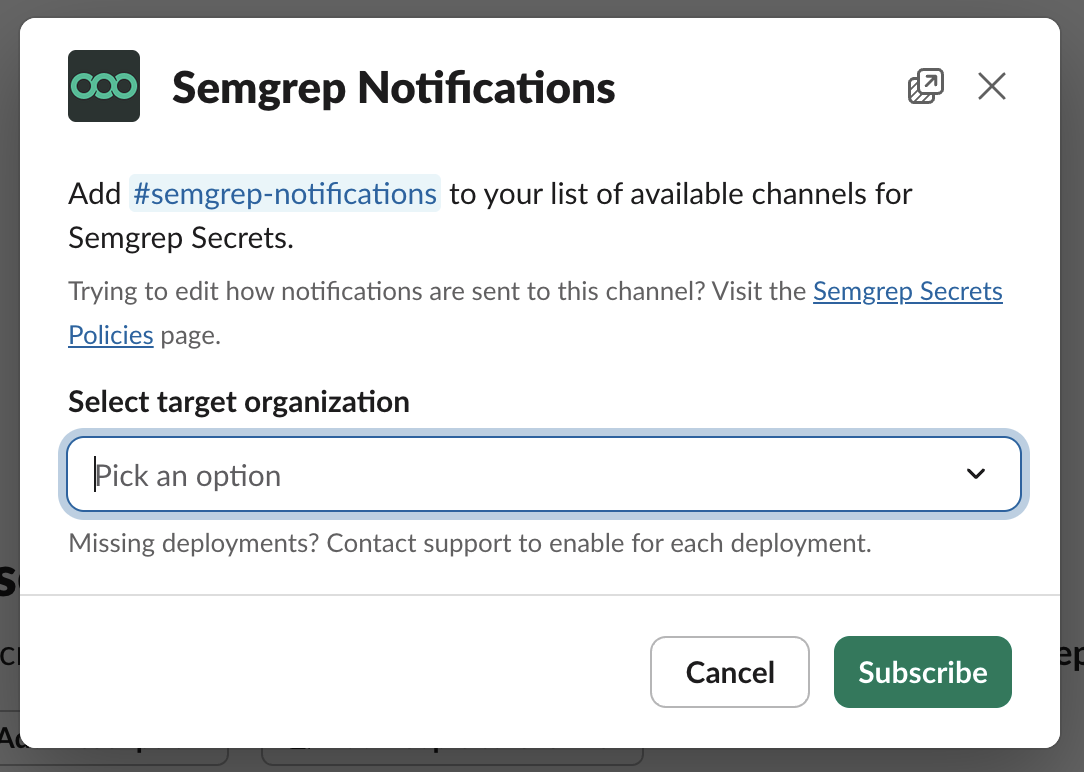 Semgrep Notifications
Add #semgrep-notifications to your list of available channels for
Semgrep Secrets.
Trying to edit how notifications are sent to this channel? Visit the Semgrep Secrets
Policies page.
Select target organization
Pick an option
Missing deployments? Contact support to enable for each deployment.
Cancel
Subscribe